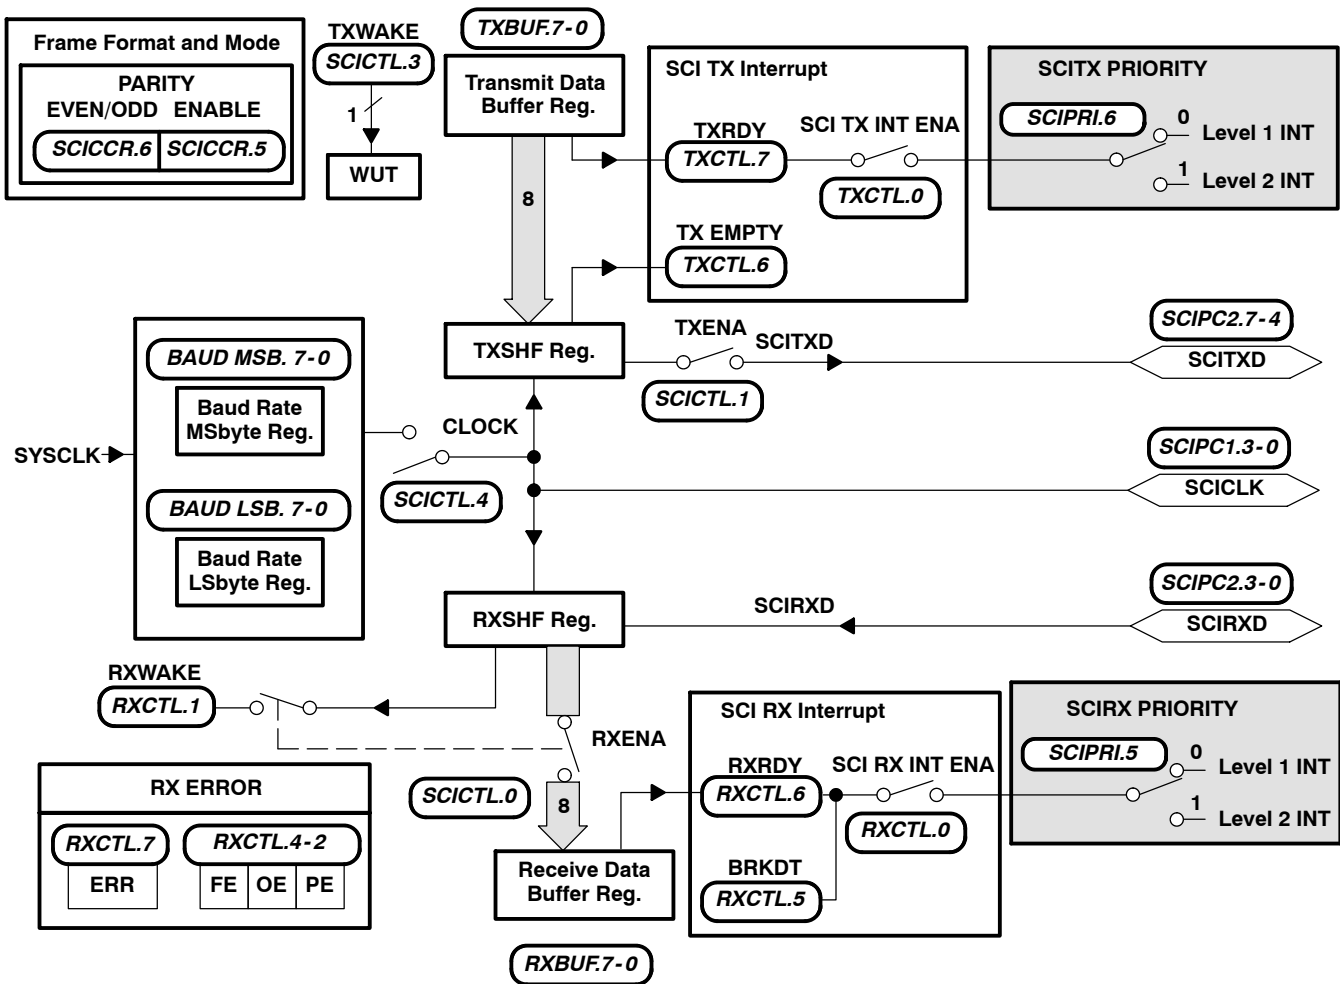 Frame Format and Mode
PARITY
EVEN/ODD ENABLE
SCICCR.6 SCICCR.5
TXWAKE
SCICTL.3
1
WUT
TXBUF.7-0
Transmit Data
Buffer Reg.
8
SCI TX Interrupt
TXRDY
TXCTL.7
SCI TX INT ENA
TXCTL.0
TX EMPTY
TXCTL.6
SCITX PRIORITY
SCIPRI.6
0
Level 1 INT
1
Level 2 INT
BAUD MSB. 7-0
Baud Rate
MSbyte Reg.
SYSCLK
BAUD LSB. 7-0
Baud Rate
LSbyte Reg.
CLOCK
SCICTL.4
TXSHF Reg.
TXENA
SCICTL.1
SCITXD
SCIPC2.7-4
SCITXD
SCIPC1.3-0
SCICLK
RXSHF Reg.
SCIRXD
SCIPC2.3-0
SCIRXD
RXWAKE
RXCTL.1
RXENA
SCICTL.0
8
Receive Data
Buffer Reg.
RXBUF.7-0
RX ERROR
RXCTL.7
RXCTL.4-2
ERR
FE OE PE
SCI RX Interrupt
RXRDY
RXCTL.6
SCI RX INT ENA
RXCTL.0
BRKDT
RXCTL.5
SCIRX PRIORITY
SCIPRI.5
0
Level 1 INT
1
Level 2 INT